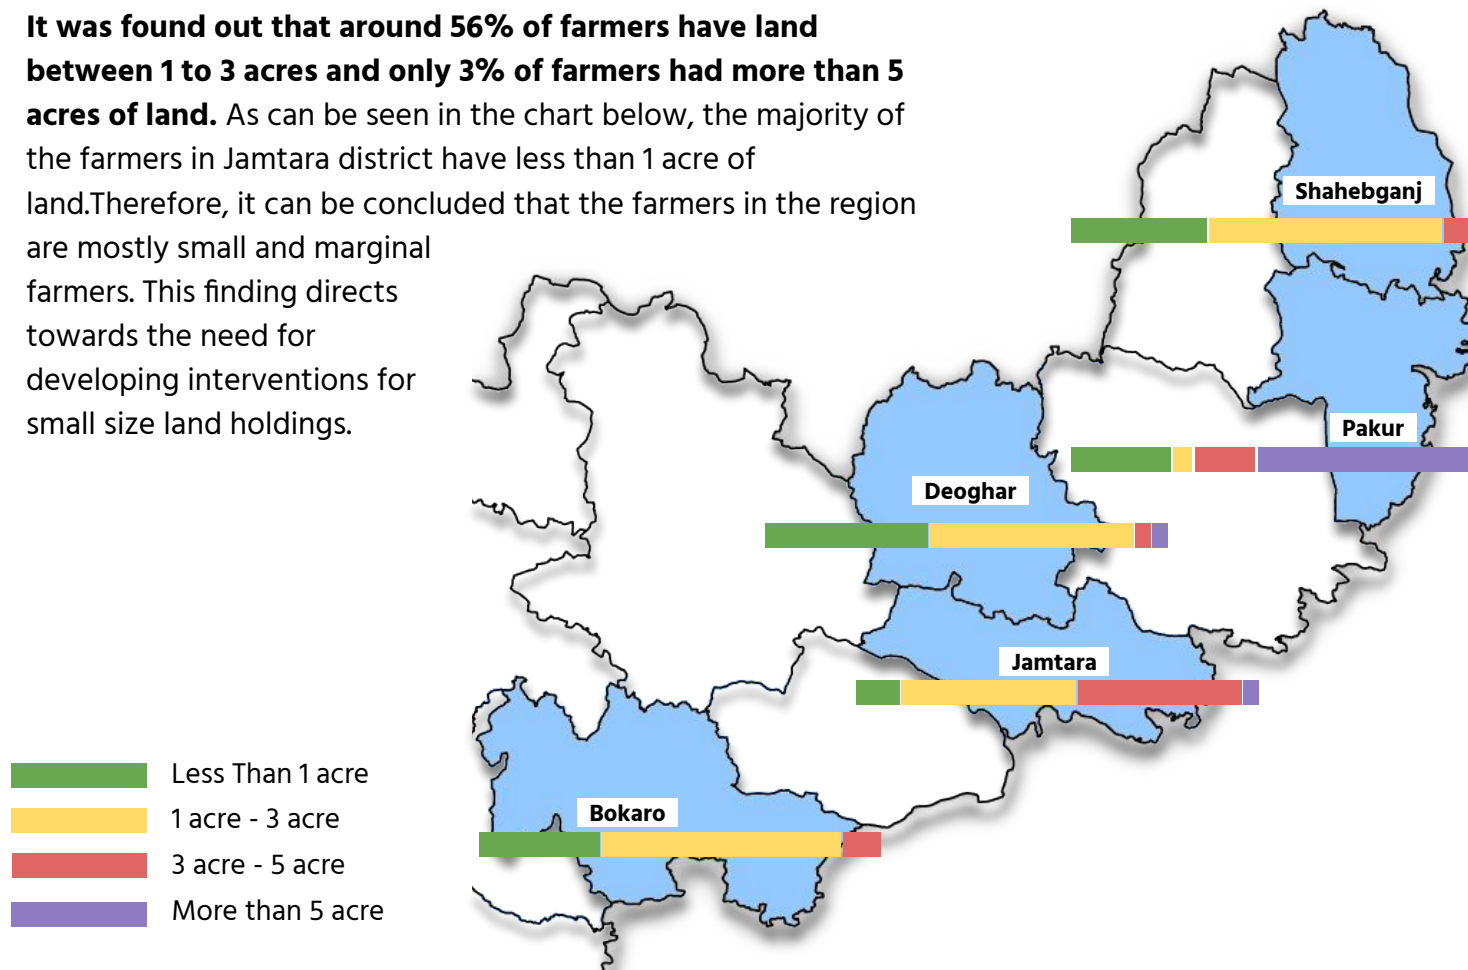 It was found out that around 56% of farmers have land
between 1 to 3 acres and only 3% of farmers had more than 5
acres of land. As can be seen in the chart below, the majority of
the farmers in Jamtara district have less than 1 acre of
land.Therefore, it can be concluded that the farmers in the region
are mostly small and marginal
farmers. This finding directs
towards the need for
developing interventions for
small size land holdings.
Shahebganj
Pakur
Deoghar
Jamtara
Bokaro
Less Than 1 acre
1 acre - 3 acre
3 acre - 5 acre
More than 5 acre